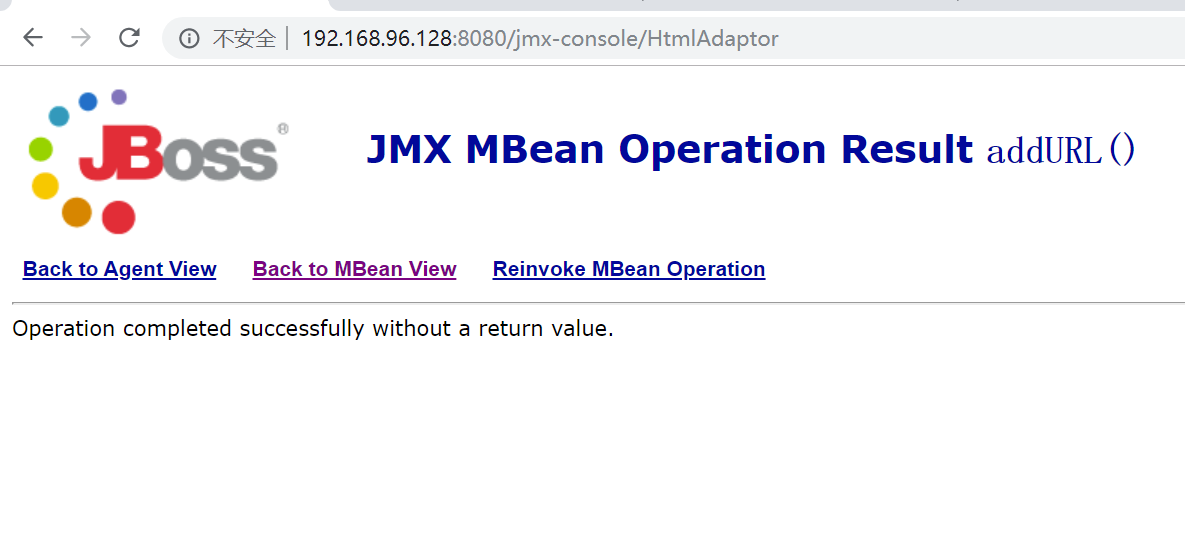 不安全 192.168.96.128:8080/jmx-console/HtmlAdaptor
JBoss®
JMX MBean Operation Result addURL()
Back to Agent View Back to MBean View Reinvoke MBean Operation
Operation completed successfully without a return value.